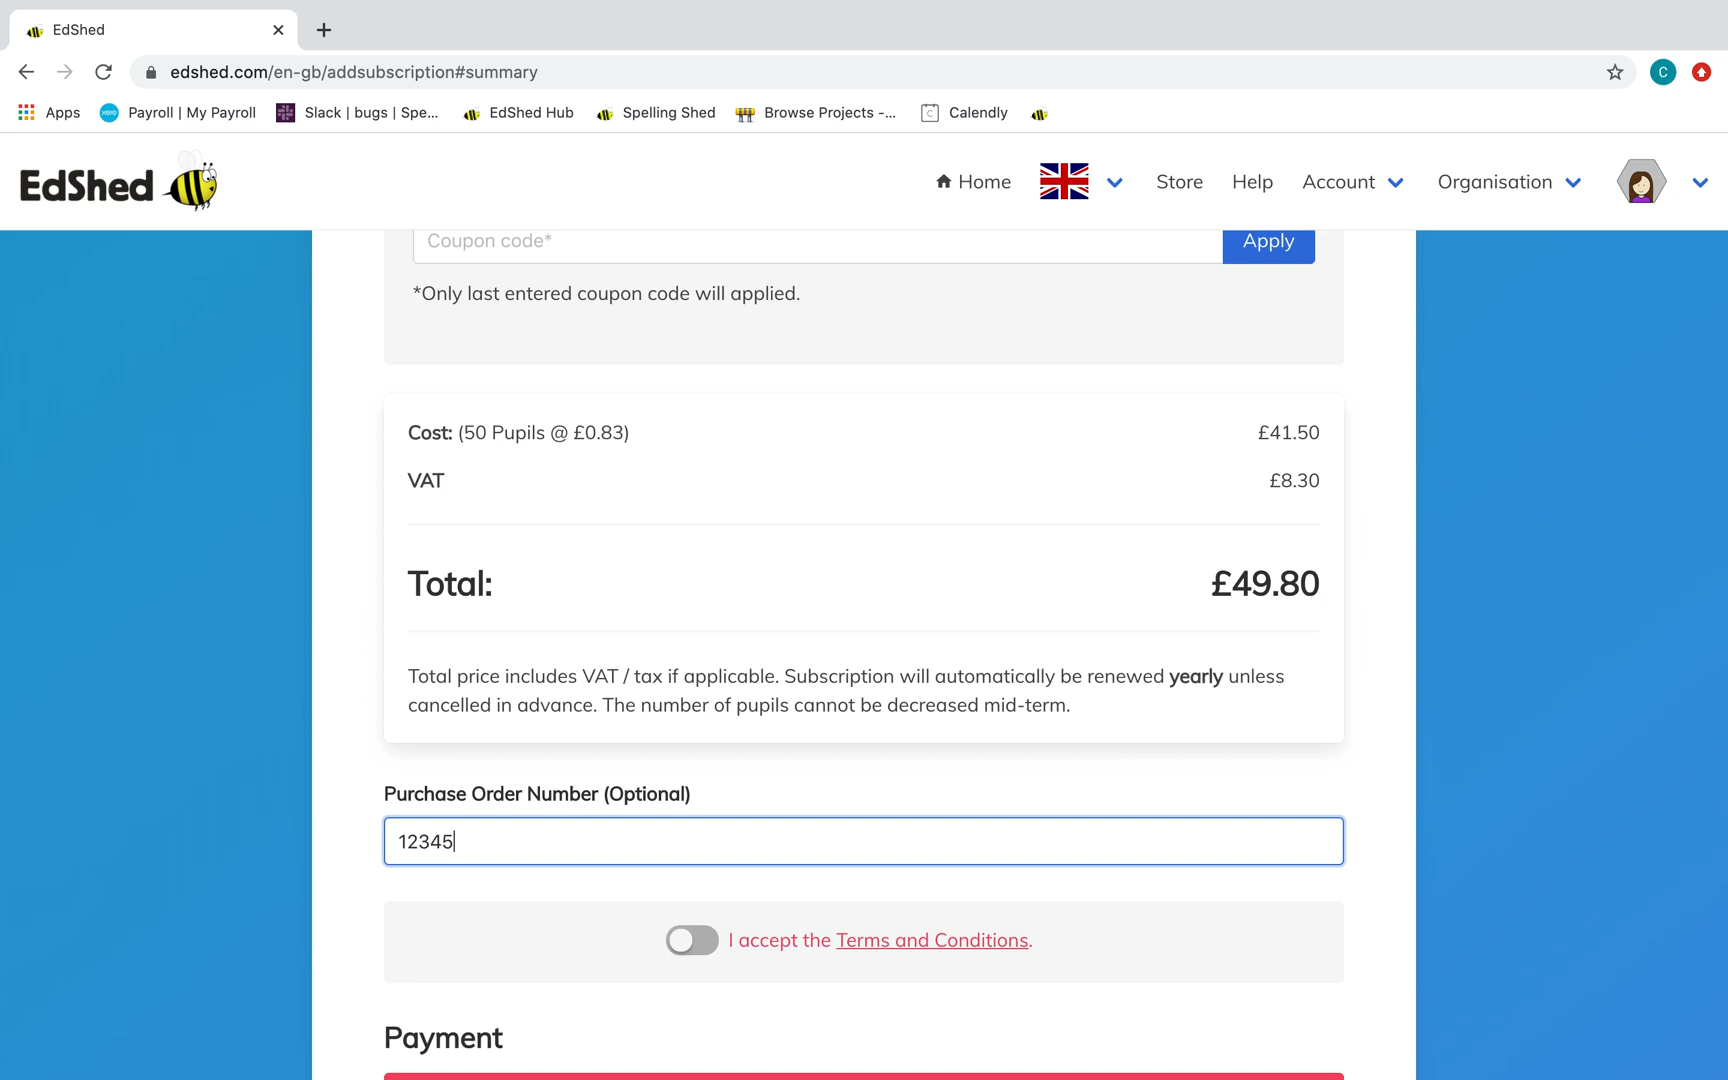 EdShed
edshed.com/en-gb/addsubscription#summary
C
Apps
xero
Payroll | My Payroll
Slack | bugs | Spe...
EdShed Hub
Spelling Shed
Browse Projects -...
C
Calendly
EdShed
Home
Store
Help
Account
Organisation
Coupon code*
Apply
*Only last entered coupon code will applied.
Cost: (50 Pupils @ £0.83)
£41.50
VAT
£8.30
Total:
£49.80
Total price includes VAT / tax if applicable. Subscription will automatically be renewed yearly unless
cancelled in advance. The number of pupils cannot be decreased mid-term.
Purchase Order Number (Optional)
12345
I accept the Terms and Conditions.
Payment